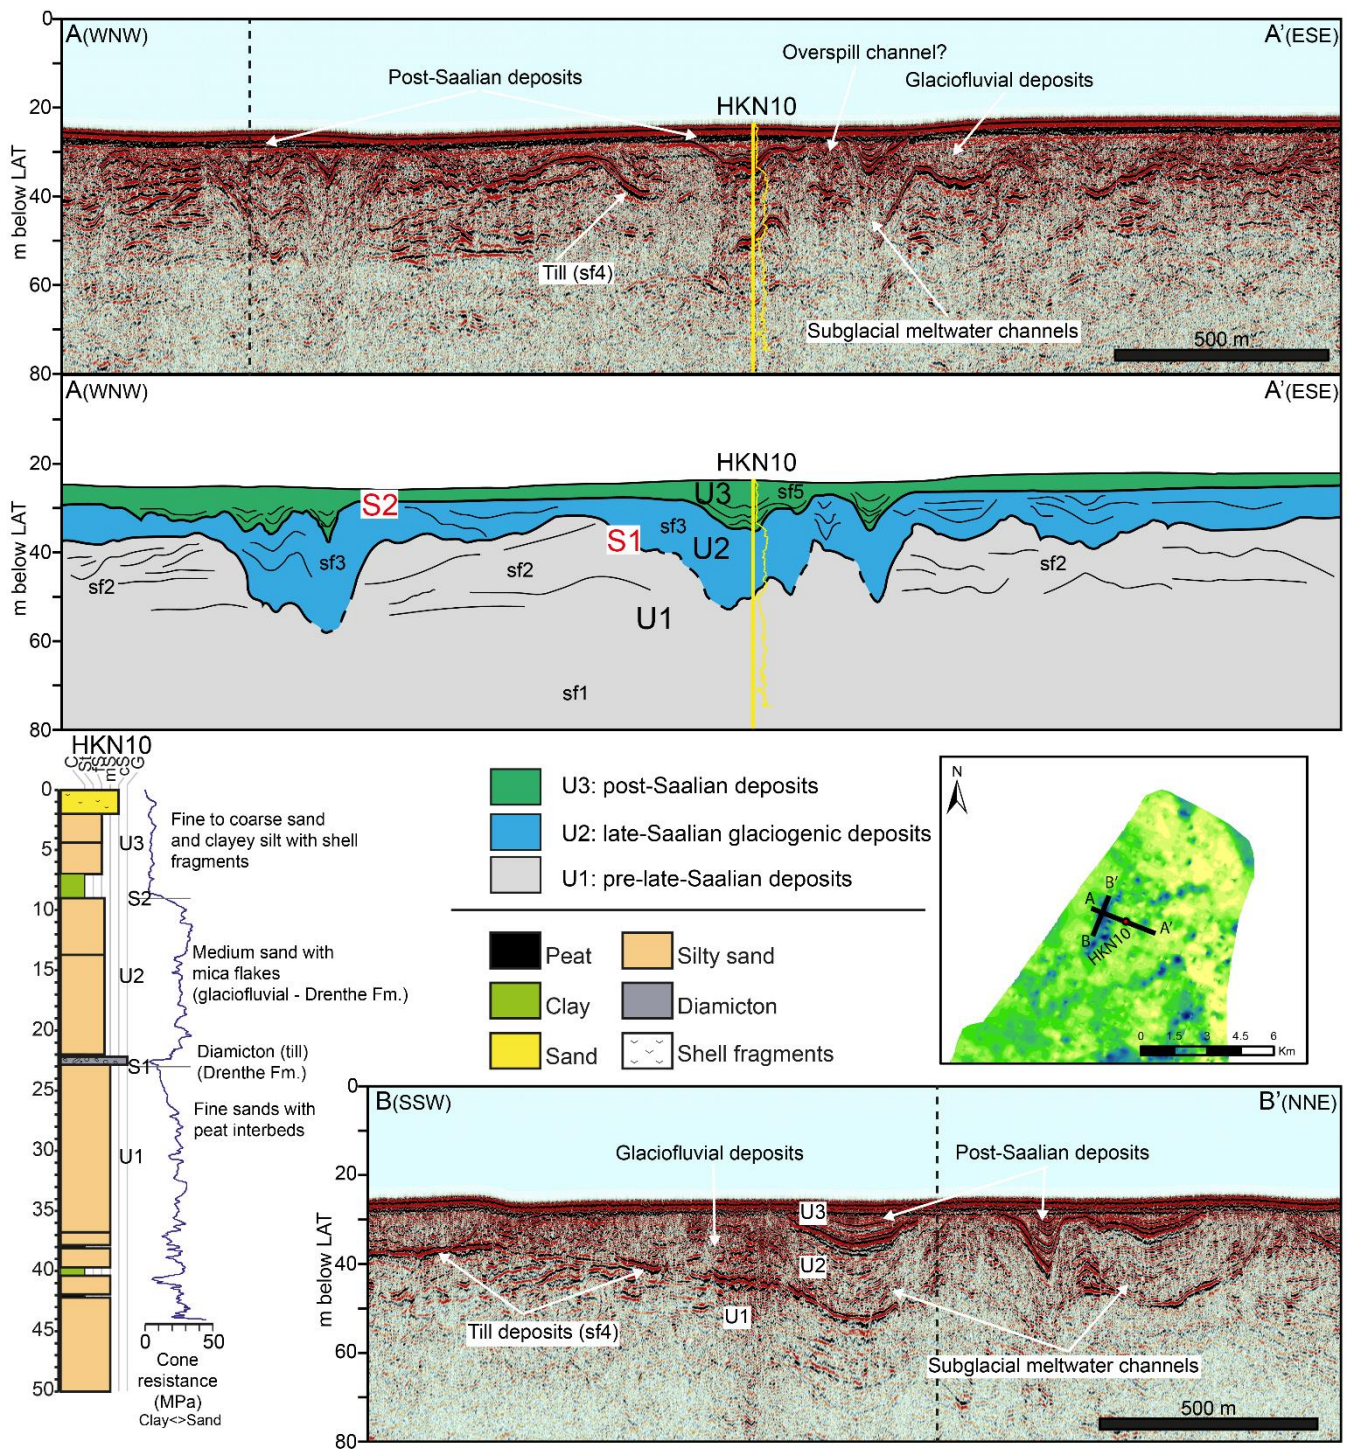 0
20
40
60
80
m below LAT
A(WNW)
A'(ESE)
Post-Saalian deposits
Overspill channel?
Glaciofluvial deposits
HKN10
Till (sf4)
Subglacial meltwater channels
500 m
A(WNW)
A'(ESE)
20
40
60
80
m below LAT
HKN10
S2
U3
sf5
sf3
S1
U2
sf3
sf2
sf2
sf2
U1
sf1
HKN10
C
St
fS
mS
cS
G
0
5
10
15
20
25
30
35
40
45
50
U3
S2
U2
S1
U1
Fine to coarse sand
and clayey silt with shell
fragments
Medium sand with
mica flakes
(glaciofluvial - Drenthe Fm.)
Diamicton (till)
(Drenthe Fm.)
Fine sands with
peat interbeds
0 50
Cone
resistance
(MPa)
Clay<>Sand
U3: post-Saalian deposits
U2: late-Saalian glaciogenic deposits
U1: pre-late-Saalian deposits
Peat
Silty sand
Clay
Diamicton
Sand
Shell fragments
N
B'
A
A'
B
HKN10
0 1.5 3 4.5 6
Km
0
20
40
60
80
m below LAT
B(SSW)
B'(NNE)
Glaciofluvial deposits
Post-Saalian deposits
U3
U2
U1
Till deposits (sf4)
Subglacial meltwater channels
500 m